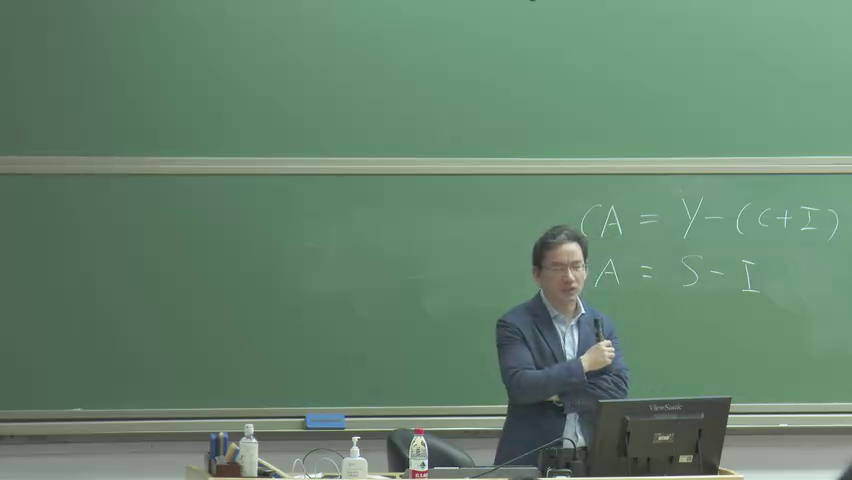 CA = Y - (C + I)
A = S - I
ViewSonic